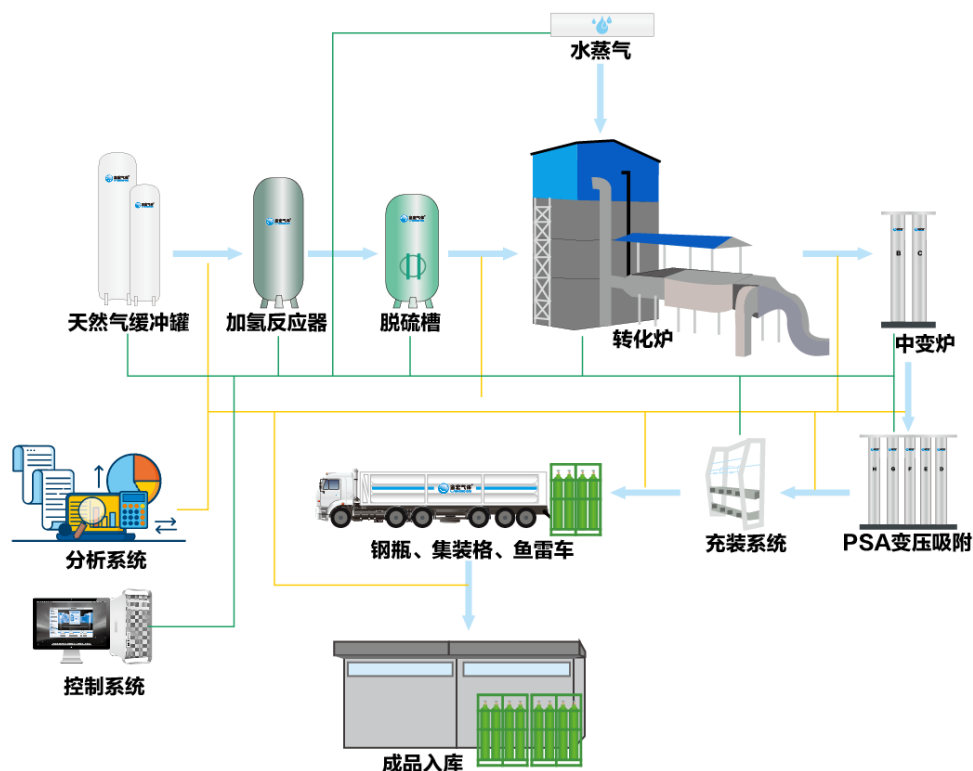 水蒸气
天然气缓冲罐
加氢反应器
脱硫槽
转化炉
B
C
中变炉
H
G
F
E
D
PSA变压吸附
充装系统
钢瓶、集装格、鱼雷车
分析系统
控制系统
成品入库